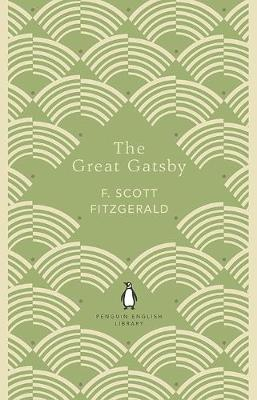 The
Great Gatsby
F. SCOTT
FITZGERALD
PENGUIN ENGLISH
LIBRARY